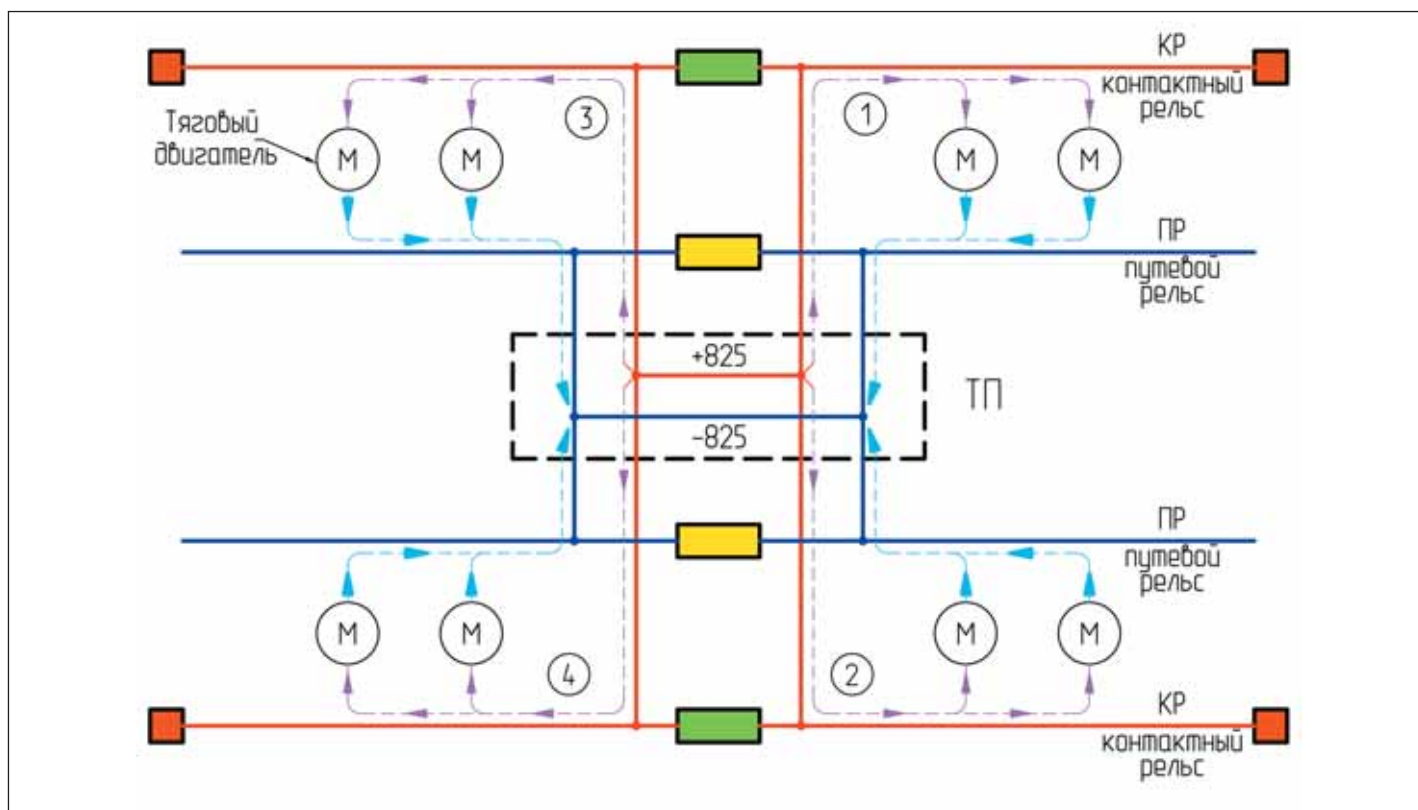 КР
контактный
рельс
Тяговый
двигатель
3
1
М
М
М
М
ПР
путевой
рельс
+825
ТП
-825
ПР
путевой
рельс
М
М
М
М
4
2
КР
контактный
рельс